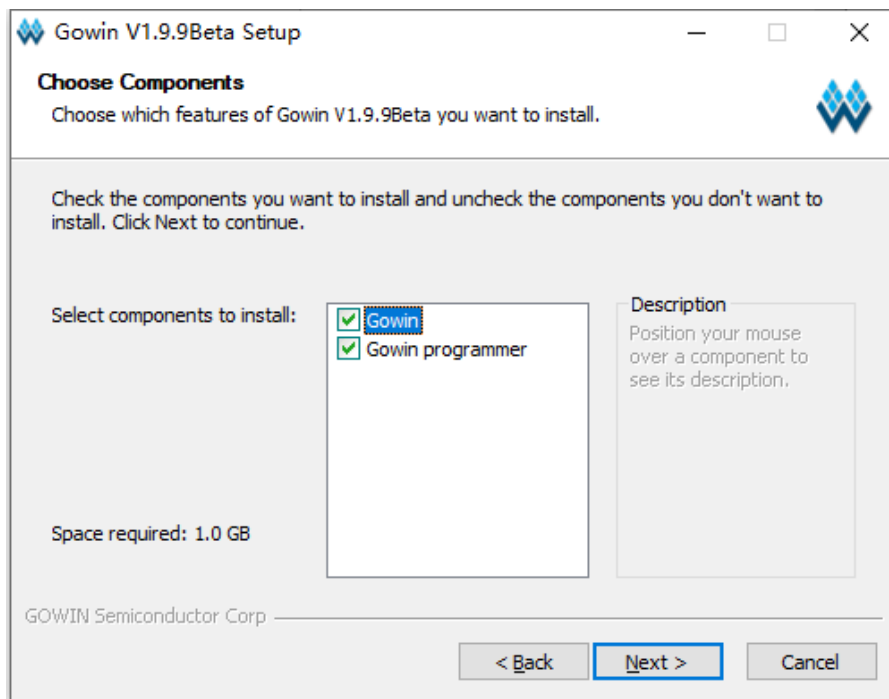 Gowin V1.9.9Beta Setup
Choose Components
Choose which features of Gowin V1.9.9Beta you want to install.
Check the components you want to install and uncheck the components you don't want to
install. Click Next to continue.
Select components to install:
Gowin
Gowin programmer
Description
Position your mouse
over a component to
see its description.
Space required: 1.0 GB
GOWIN Semiconductor Corp
< Back
Next >
Cancel